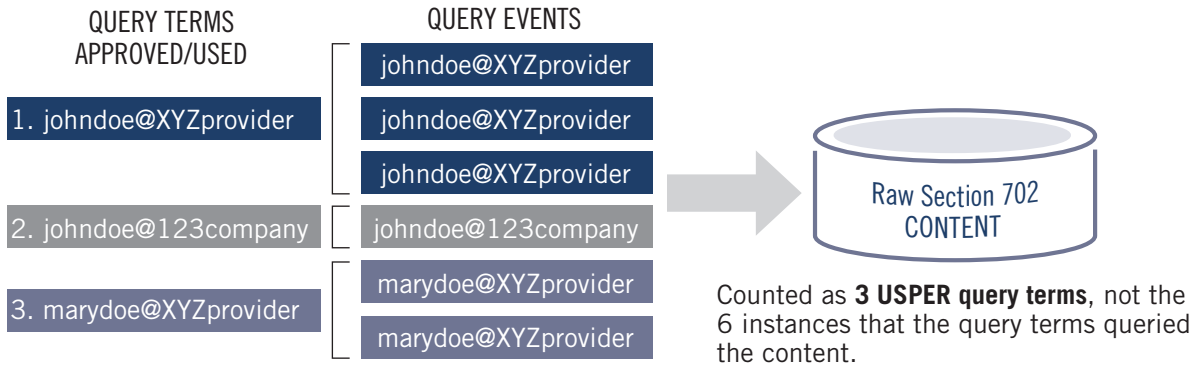 QUERY TERMS
APPROVED/USED
QUERY EVENTS
1. johndoe@XYZprovider
johndoe@XYZprovider
johndoe@XYZprovider
johndoe@XYZprovider
2. johndoe@123company
johndoe@123company
3. marydoe@XYZprovider
marydoe@XYZprovider
marydoe@XYZprovider
Raw Section 702
CONTENT
Counted as 3 USPER query terms, not the
6 instances that the query terms queried
the content.